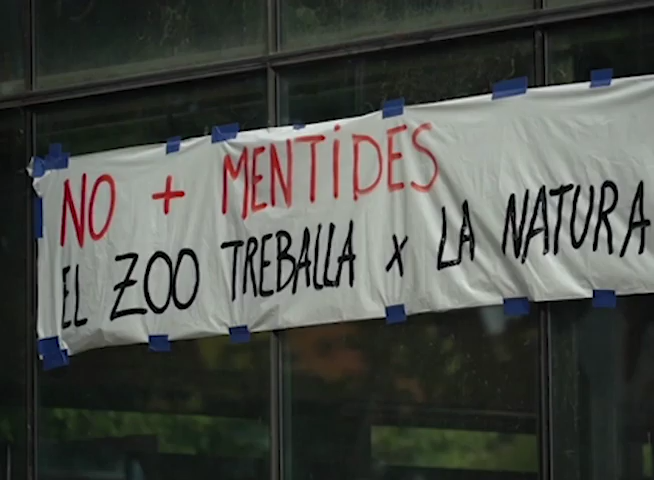 NO + MENTiDES
EL ZOO TREBALLA x LA NATURA